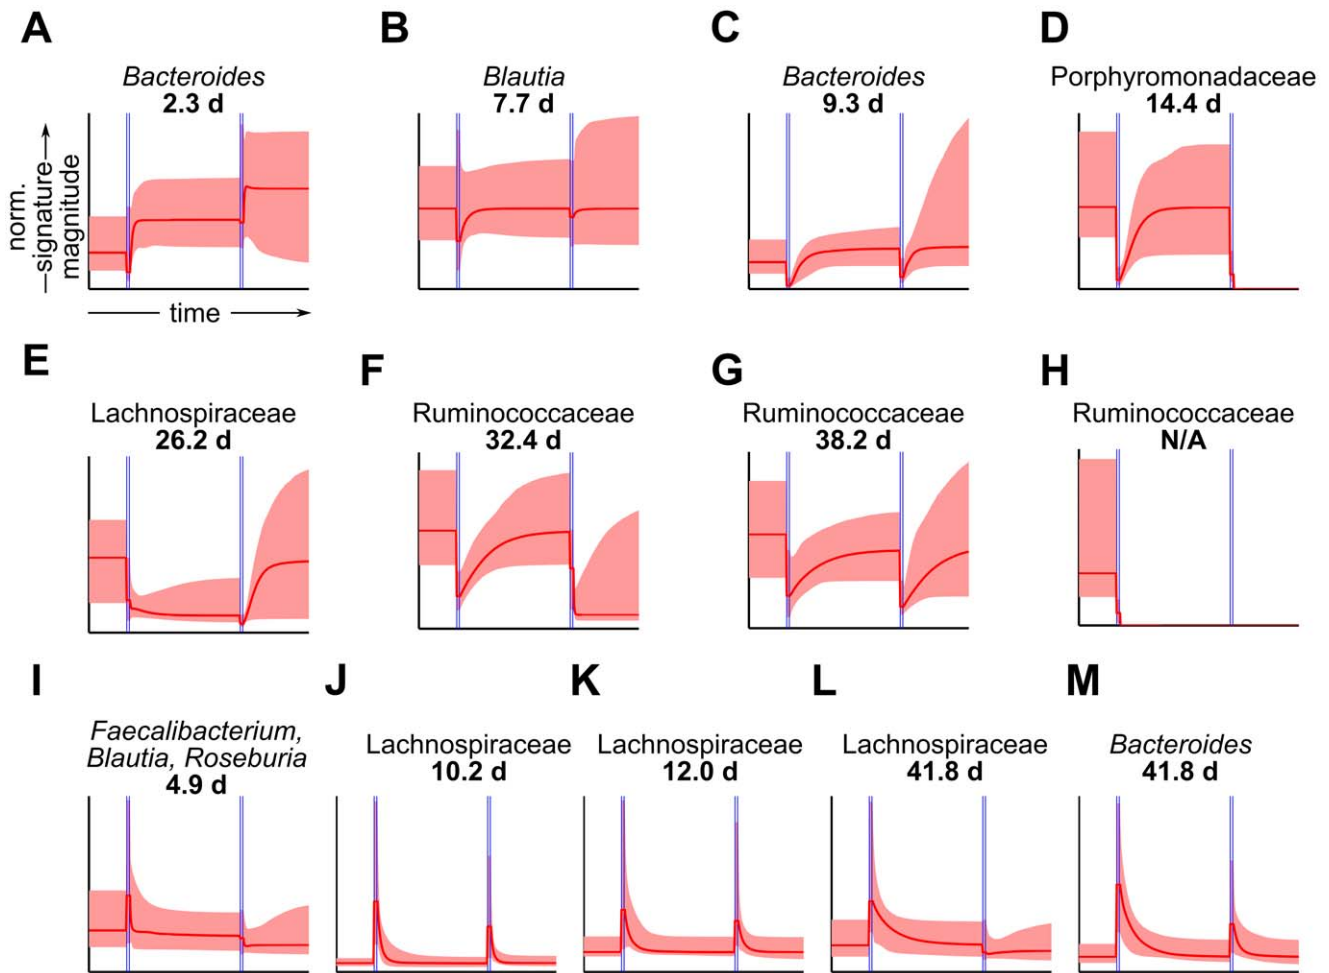 A
Bacteroides
2.3 d
norm.
signature
magnitude
time
B
Blautia
7.7 d
C
Bacteroides
9.3 d
D
Porphyromonadaceae
14.4 d
E
Lachnospiraceae
26.2 d
F
Ruminococcaceae
32.4 d
G
Ruminococcaceae
38.2 d
H
Ruminococcaceae
N/A
I
Faecalibacterium,
Blautia, Roseburia
4.9 d
J
Lachnospiraceae
10.2 d
K
Lachnospiraceae
12.0 d
L
Lachnospiraceae
41.8 d
M
Bacteroides
41.8 d